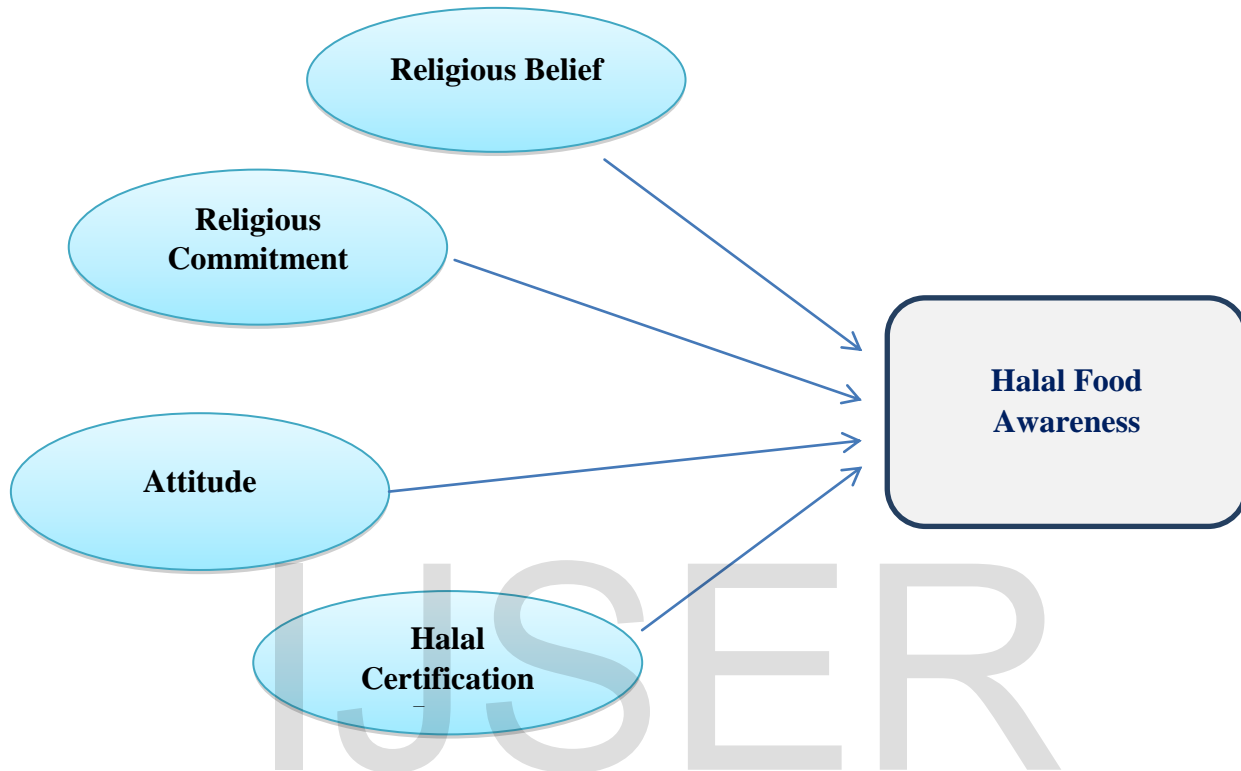 Religious Belief
Religious
Commitment
Halal Food
Awareness
Attitude
Halal
Certification
IJSER